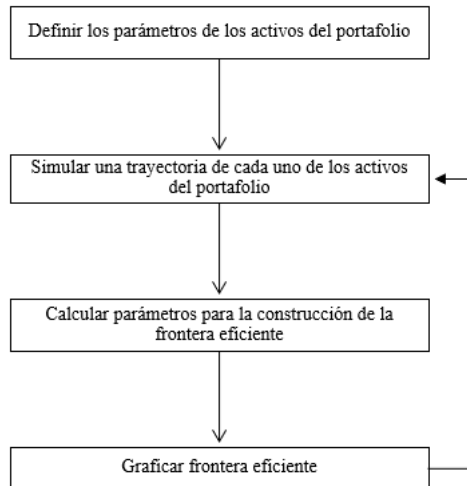 Definir los parámetros de los activos del portafolio
Simular una trayectoria de cada uno de los activos
del portafolio
Calcular parámetros para la construcción de la
frontera eficiente
Graficar frontera eficiente